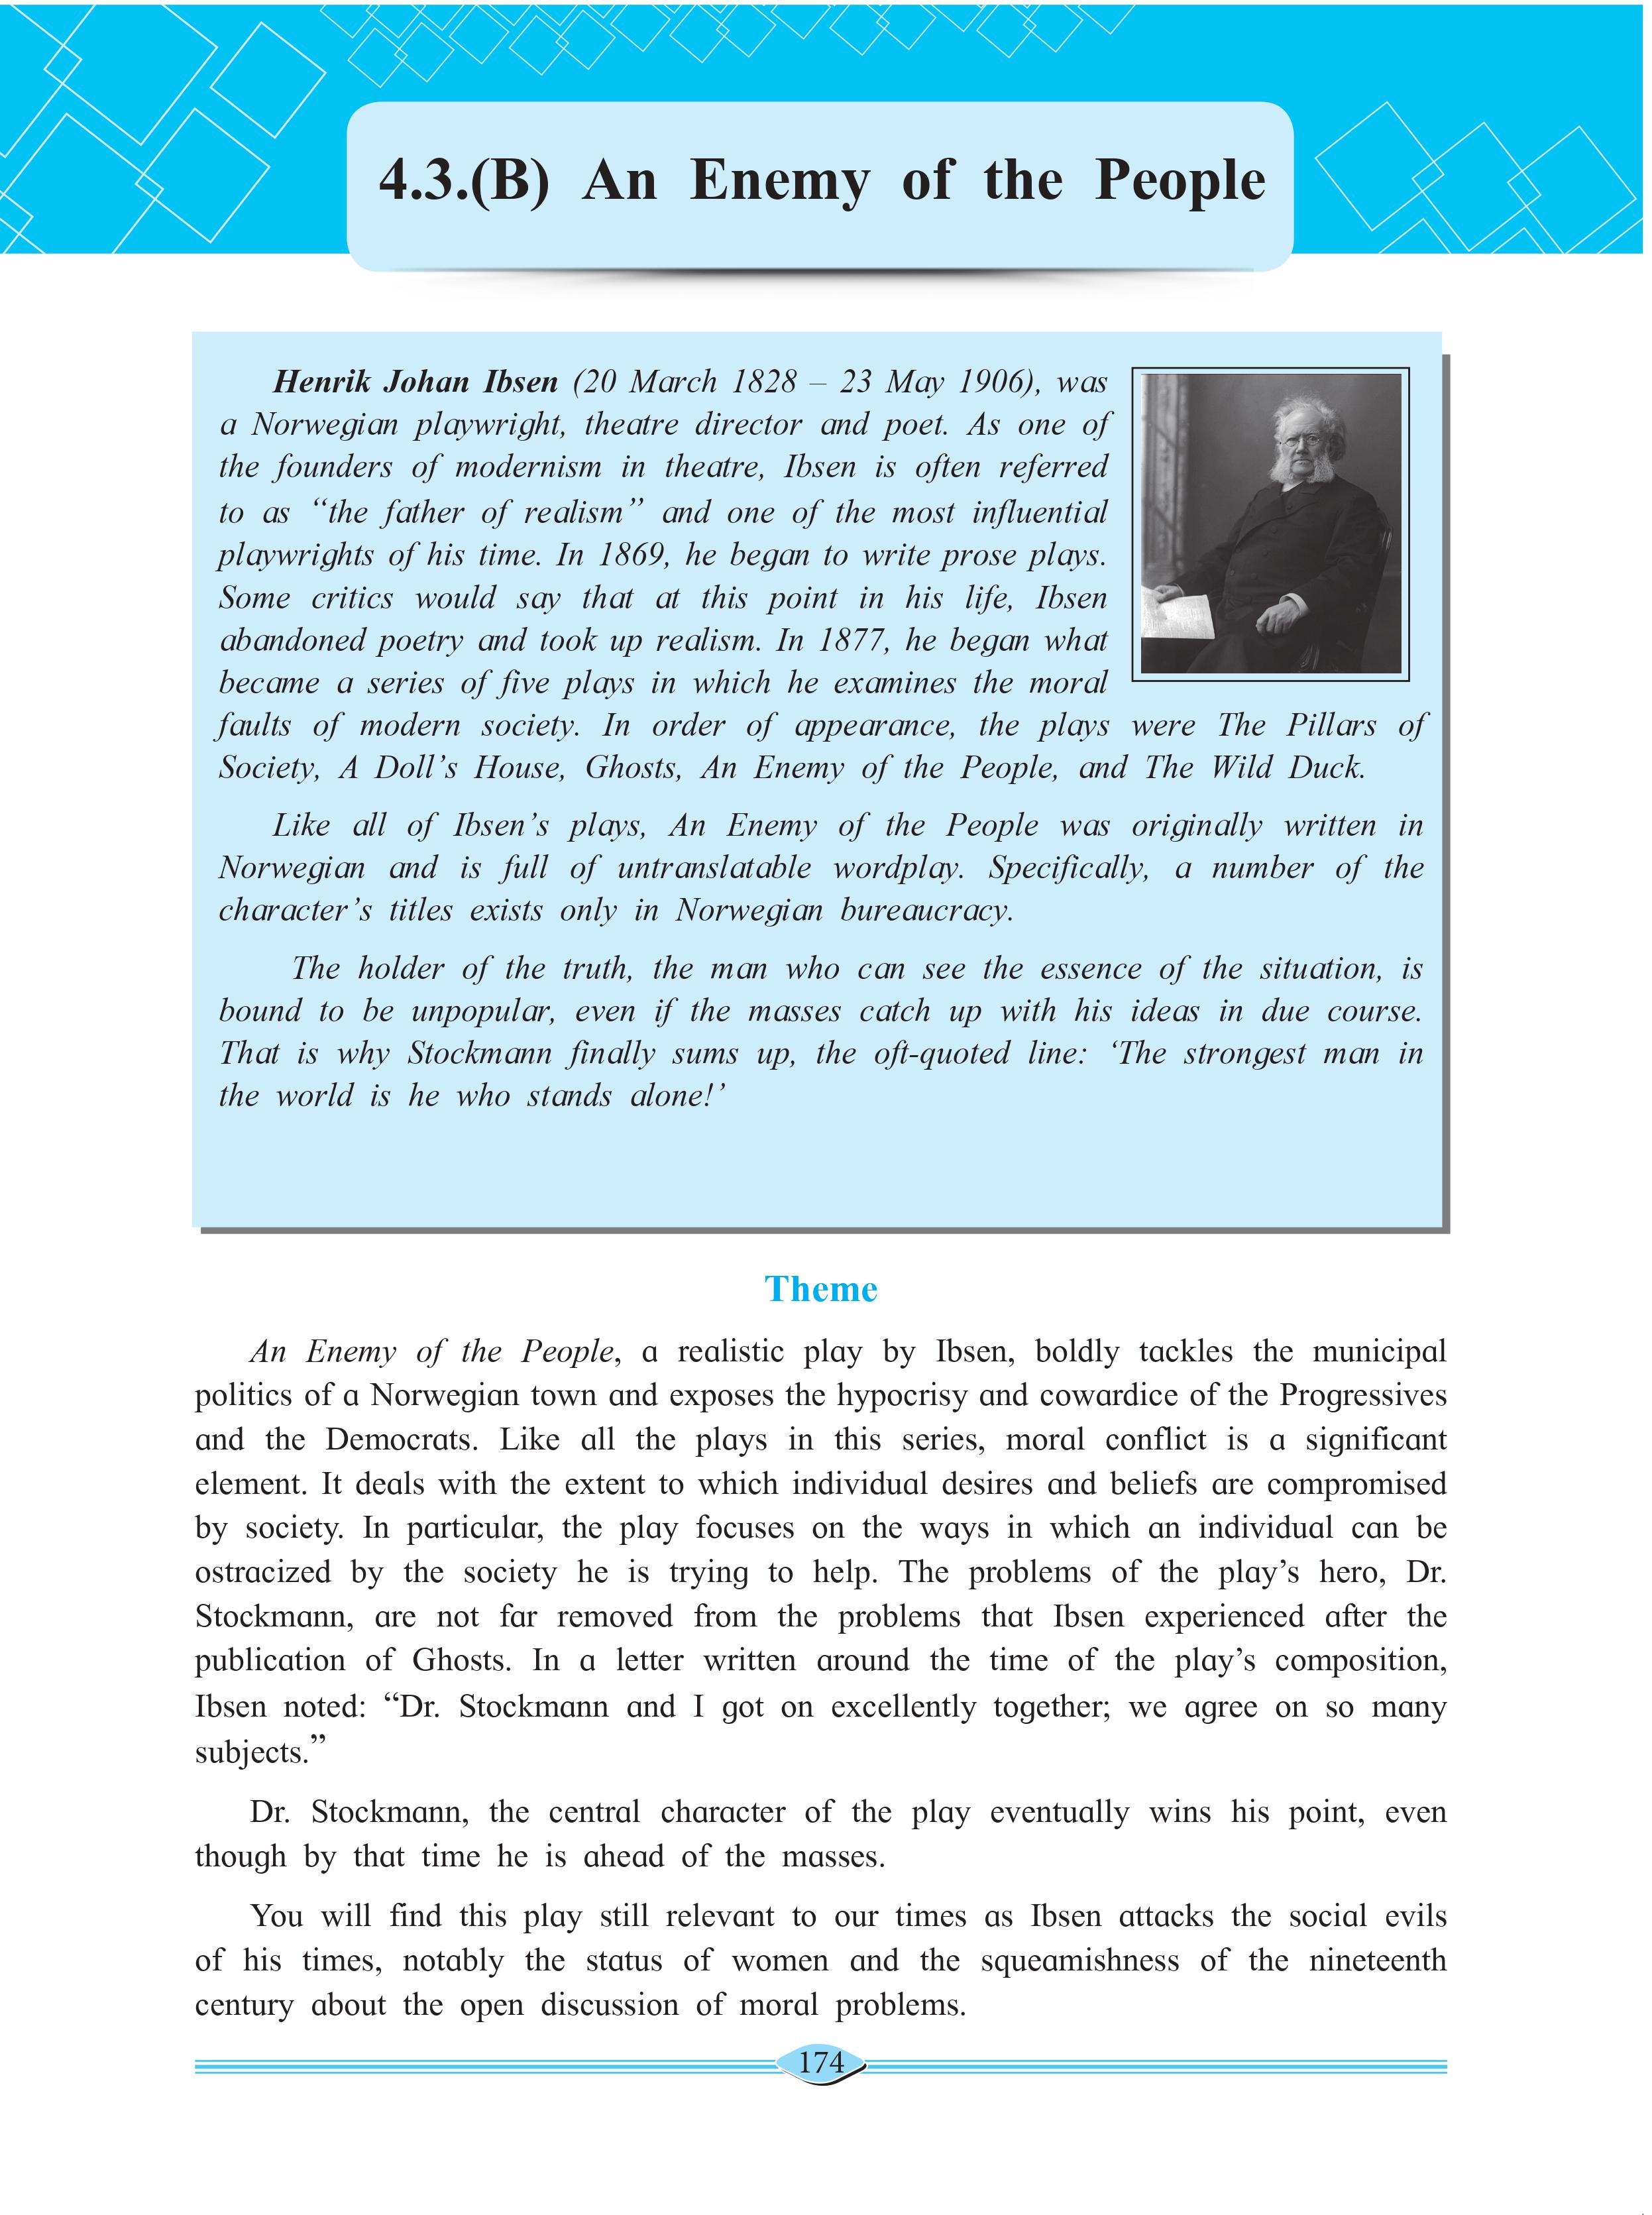 4.3.(B) An Enemy of the People
Henrik Johan Ibsen (20 March 1828 – 23 May 1906), was
a Norwegian playwright, theatre director and poet. As one of
the founders of modernism in theatre, Ibsen is often referred
to as “the father of realism” and one of the most influential
playwrights of his time. In 1869, he began to write prose plays.
Some critics would say that at this point in his life, Ibsen
abandoned poetry and took up realism. In 1877, he began what
became a series of five plays in which he examines the moral
faults of modern society. In order of appearance, the plays were The Pillars of
Society, A Doll’s House, Ghosts, An Enemy of the People, and The Wild Duck.
Like all of Ibsen’s plays, An Enemy of the People was originally written in
Norwegian and is full of untranslatable wordplay. Specifically, a number of the
character’s titles exists only in Norwegian bureaucracy.
The holder of the truth, the man who can see the essence of the situation, is
bound to be unpopular, even if the masses catch up with his ideas in due course.
That is why Stockmann finally sums up, the oft-quoted line: ‘The strongest man in
the world is he who stands alone!’
Theme
An Enemy of the People, a realistic play by Ibsen, boldly tackles the municipal
politics of a Norwegian town and exposes the hypocrisy and cowardice of the Progressives
and the Democrats. Like all the plays in this series, moral conflict is a significant
element. It deals with the extent to which individual desires and beliefs are compromised
by society. In particular, the play focuses on the ways in which an individual can be
ostracized by the society he is trying to help. The problems of the play’s hero, Dr.
Stockmann, are not far removed from the problems that Ibsen experienced after the
publication of Ghosts. In a letter written around the time of the play’s composition,
Ibsen noted: “Dr. Stockmann and I got on excellently together; we agree on so many
subjects.”
Dr. Stockmann, the central character of the play eventually wins his point, even
though by that time he is ahead of the masses.
You will find this play still relevant to our times as Ibsen attacks the social evils
of his times, notably the status of women and the squeamishness of the nineteenth
century about the open discussion of moral problems.
174